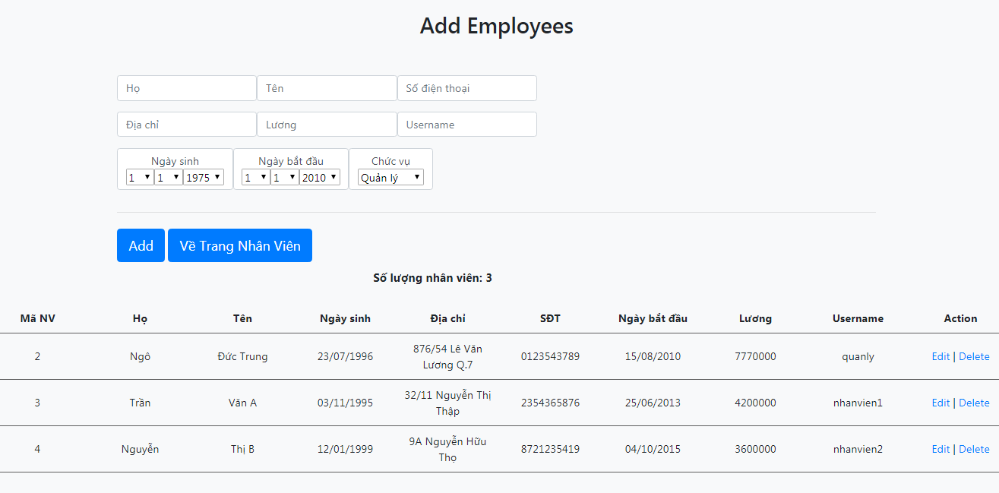 Add Employees
Họ Tên Số điện thoại
Địa chỉ Lương Username
Ngày sinh Ngày bắt đầu Chức vụ
1 1 1975 1 1 2010 Quản lý
Add Về Trang Nhân Viên
Số lượng nhân viên: 3
Mã NV Họ Tên Ngày sinh Địa chỉ SĐT Ngày bắt đầu Lương Username Action
2 Ngô Đức Trung 23/07/1996 876/54 Lê Văn Lương Q.7 0123543789 15/08/2010 7770000 quanly Edit | Delete
3 Trần Văn A 03/11/1995 32/11 Nguyễn Thị Thập 2354365876 25/06/2013 4200000 nhanvien1 Edit | Delete
4 Nguyễn Thị B 12/01/1999 9A Nguyễn Hữu Thọ 8721235419 04/10/2015 3600000 nhanvien2 Edit | Delete